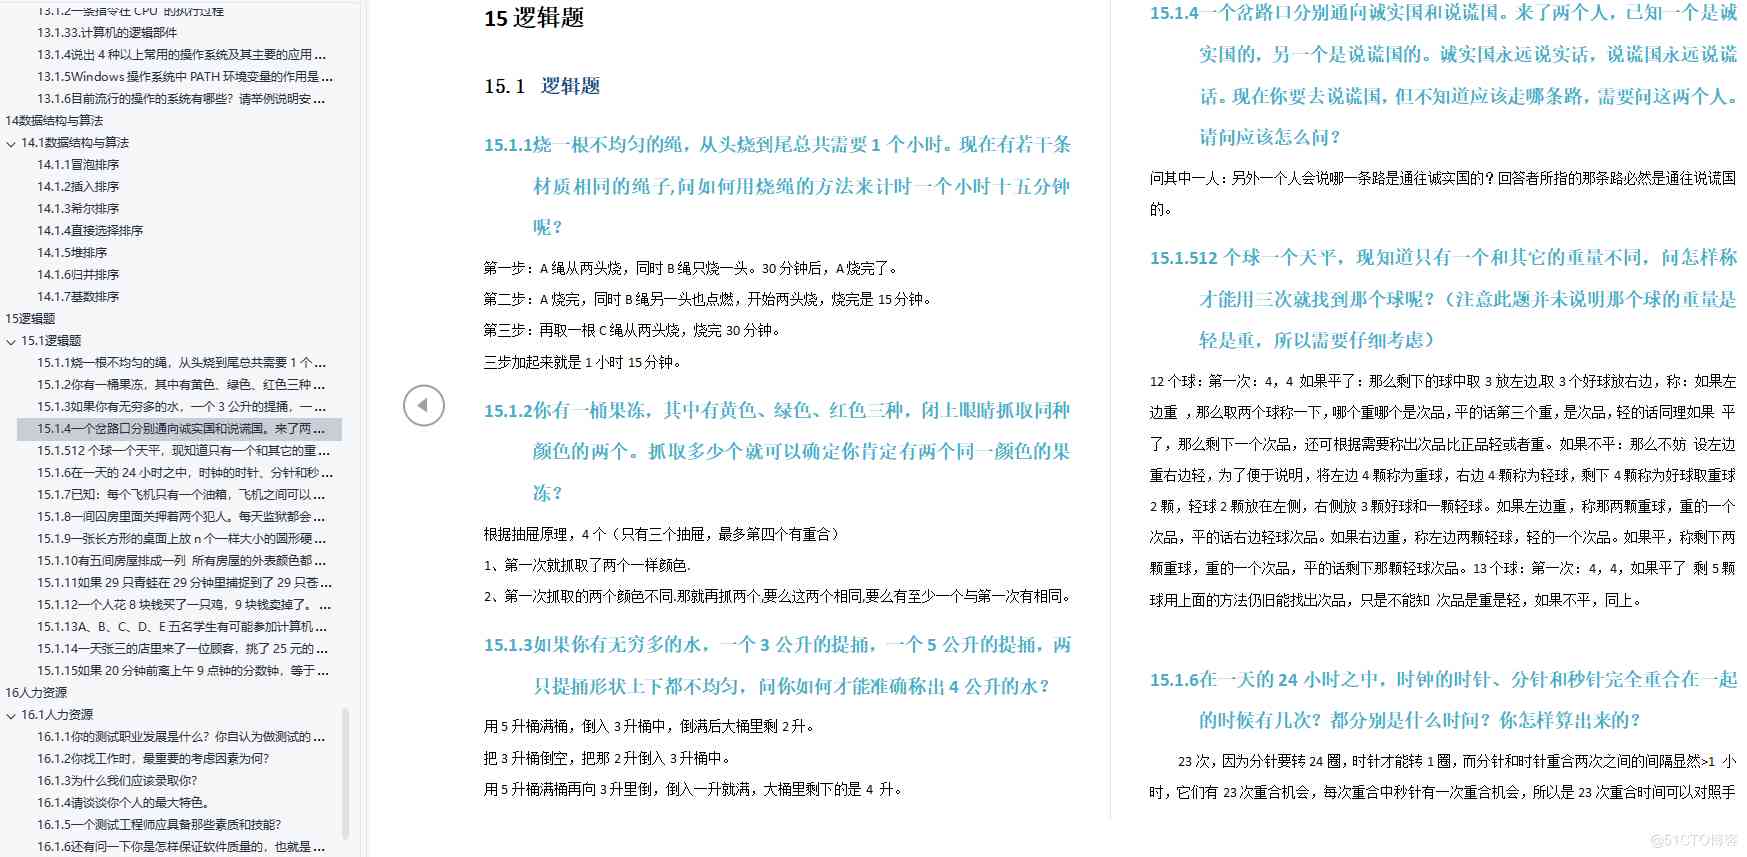 13.1.2一条指令在 CPU 的执行过程
13.1.33.计算机的逻辑部件
13.1.4说出 4 种以上常用的操作系统及其主要的应用 ...
13.1.5Windows 操作系统中 PATH 环境变量的作用是 ...
13.1.6目前流行的操作的系统有哪些？请举例说明安 ...
14数据结构与算法
14.1数据结构与算法
14.1.1冒泡排序
14.1.2插入排序
14.1.3希尔排序
14.1.4直接选择排序
14.1.5堆排序
14.1.6归并排序
14.1.7基数排序
15逻辑题
15.1逻辑题
15.1.1烧一根不均匀的绳，从头烧到尾总共需要 1 个 ...
15.1.2你有一桶果冻，其中有黄色、绿色、红色三种 ...
15.1.3如果你有无穷多的水，一个 3 公升的提捅，一 ...
15.1.4一个岔路口分别通向诚实国和说谎国。来了两 ...
15.1.512 个球一个天平，现知道只有一个和其它的重 ...
15.1.6在一天的 24 小时之中，时钟的时针、分针和秒 ...
15.1.7已知：每个飞机只有一个油箱，飞机之间可以 ...
15.1.8一间囚房里面关押着两个犯人。每天监狱都会 ...
15.1.9一张长方形的桌面上放 n 个一样大小的圆形硬 ...
15.1.10有五间房屋排成一列 所有房屋的外表颜色都 ...
15.1.11如果 29 只青蛙在 29 分钟里捕捉到了 29 只苍 ...
15.1.12一个人花 8 块钱买了一只鸡，9 块钱卖掉了。 ...
15.1.13A、B、C、D、E 五名学生有可能参加计算机 ...
15.1.14一天张三的店里来了一位顾客，挑了 25 元的 ...
15.1.15如果 20 分钟前离上午 9 点钟的分数钟，等于 ...
16人力资源
16.1人力资源
16.1.1你的测试职业发展是什么？你自认为做测试的 ...
16.1.2你找工作时，最重要的考虑因素为何？
16.1.3为什么我们应该录取你？
16.1.4请谈谈你个人的最大特色。
16.1.5一个测试工程师应具备那些素质和技能？
16.1.6还有问一下你是怎样保证软件质量的，也就是 ...
15 逻辑题
15.1 逻辑题
15.1.1烧一根不均匀的绳，从头烧到尾总共需要 1 个小时。现在有若干条
材质相同的绳子,问如何用烧绳的方法来计时一个小时十五分钟
呢？
第一步：A 绳从两头烧，同时 B 绳只烧一头。30 分钟后，A 烧完了。
第二步：A 烧完，同时 B 绳另一头也点燃，开始两头烧，烧完是 15 分钟。
第三步：再取一根 C 绳从两头烧，烧完 30 分钟。
三步加起来就是 1 小时 15 分钟。
15.1.2你有一桶果冻，其中有黄色、绿色、红色三种，闭上眼睛抓取同种
颜色的两个。抓取多少个就可以确定你肯定有两个同一颜色的果
冻？
根据抽屉原理，4 个（只有三个抽屉，最多第四个有重合）
1、第一次就抓取了两个一样颜色.
2、第一次抓取的两个颜色不同.那就再抓两个,要么这两个相同,要么有至少一个与第一次有相同。
15.1.3如果你有无穷多的水，一个 3 公升的提捅，一个 5 公升的提捅，两
只提捅形状上下都不均匀，问你如何才能准确称出 4 公升的水？
用 5 升桶满桶，倒入 3 升桶中，倒满后大桶里剩 2 升。
把 3 升桶倒空，把那 2 升倒入 3 升桶中。
用 5 升桶满桶再向 3 升里倒，倒入一升就满，大桶里剩下的是 4 升。
15.1.4一个岔路口分别通向诚实国和说谎国。来了两个人，已知一个是诚
实国的，另一个是说谎国的。诚实国永远说实话，说谎国永远说谎
话。现在你要去说谎国，但不知道应该走哪条路，需要问这两个人。
请问应该怎么问？
问其中一人：另外一个人会说哪一条路是通往诚实国的？回答者所指的那条路必然是通往说谎国
的。
15.1.512 个球一个天平，现知道只有一个和其它的重量不同，问怎样称
才能用三次就找到那个球呢？（注意此题并未说明那个球的重量是
轻是重，所以需要仔细考虑）
12 个球：第一次：4，4 如果平了：那么剩下的球中取 3 放左边,取 3 个好球放右边，称：如果左
边重 ，那么取两个球称一下，哪个重哪个是次品，平的话第三个重，是次品，轻的话同理如果 平
了，那么剩下一个次品，还可根据需要称出次品比正品轻或者重。如果不平：那么不妨 设左边
重右边轻，为了便于说明，将左边 4 颗称为重球，右边 4 颗称为轻球，剩下 4 颗称为好球取重球
2 颗，轻球 2 颗放在左侧，右侧放 3 颗好球和一颗轻球。如果左边重，称那两颗重球，重的一个
次品，平的话右边轻球次品。如果右边重，称左边两颗轻球，轻的一个次品。如果平，称剩下两
颗重球，重的一个次品，平的话剩下那颗轻球次品。13 个球：第一次：4，4，如果平了 剩 5 颗
球用上面的方法仍旧能找出次品，只是不能知 次品是重是轻，如果不平，同上。
15.1.6在一天的 24 小时之中，时钟的时针、分针和秒针完全重合在一起
的时候有几次？都分别是什么时间？你怎样算出来的？
23 次，因为分针要转 24 圈，时针才能转 1 圈，而分针和时针重合两次之间的间隔显然>1 小
时，它们有 23 次重合机会，每次重合中秒针有一次重合机会，所以是 23 次重合时间可以对照手
@51CTO博客